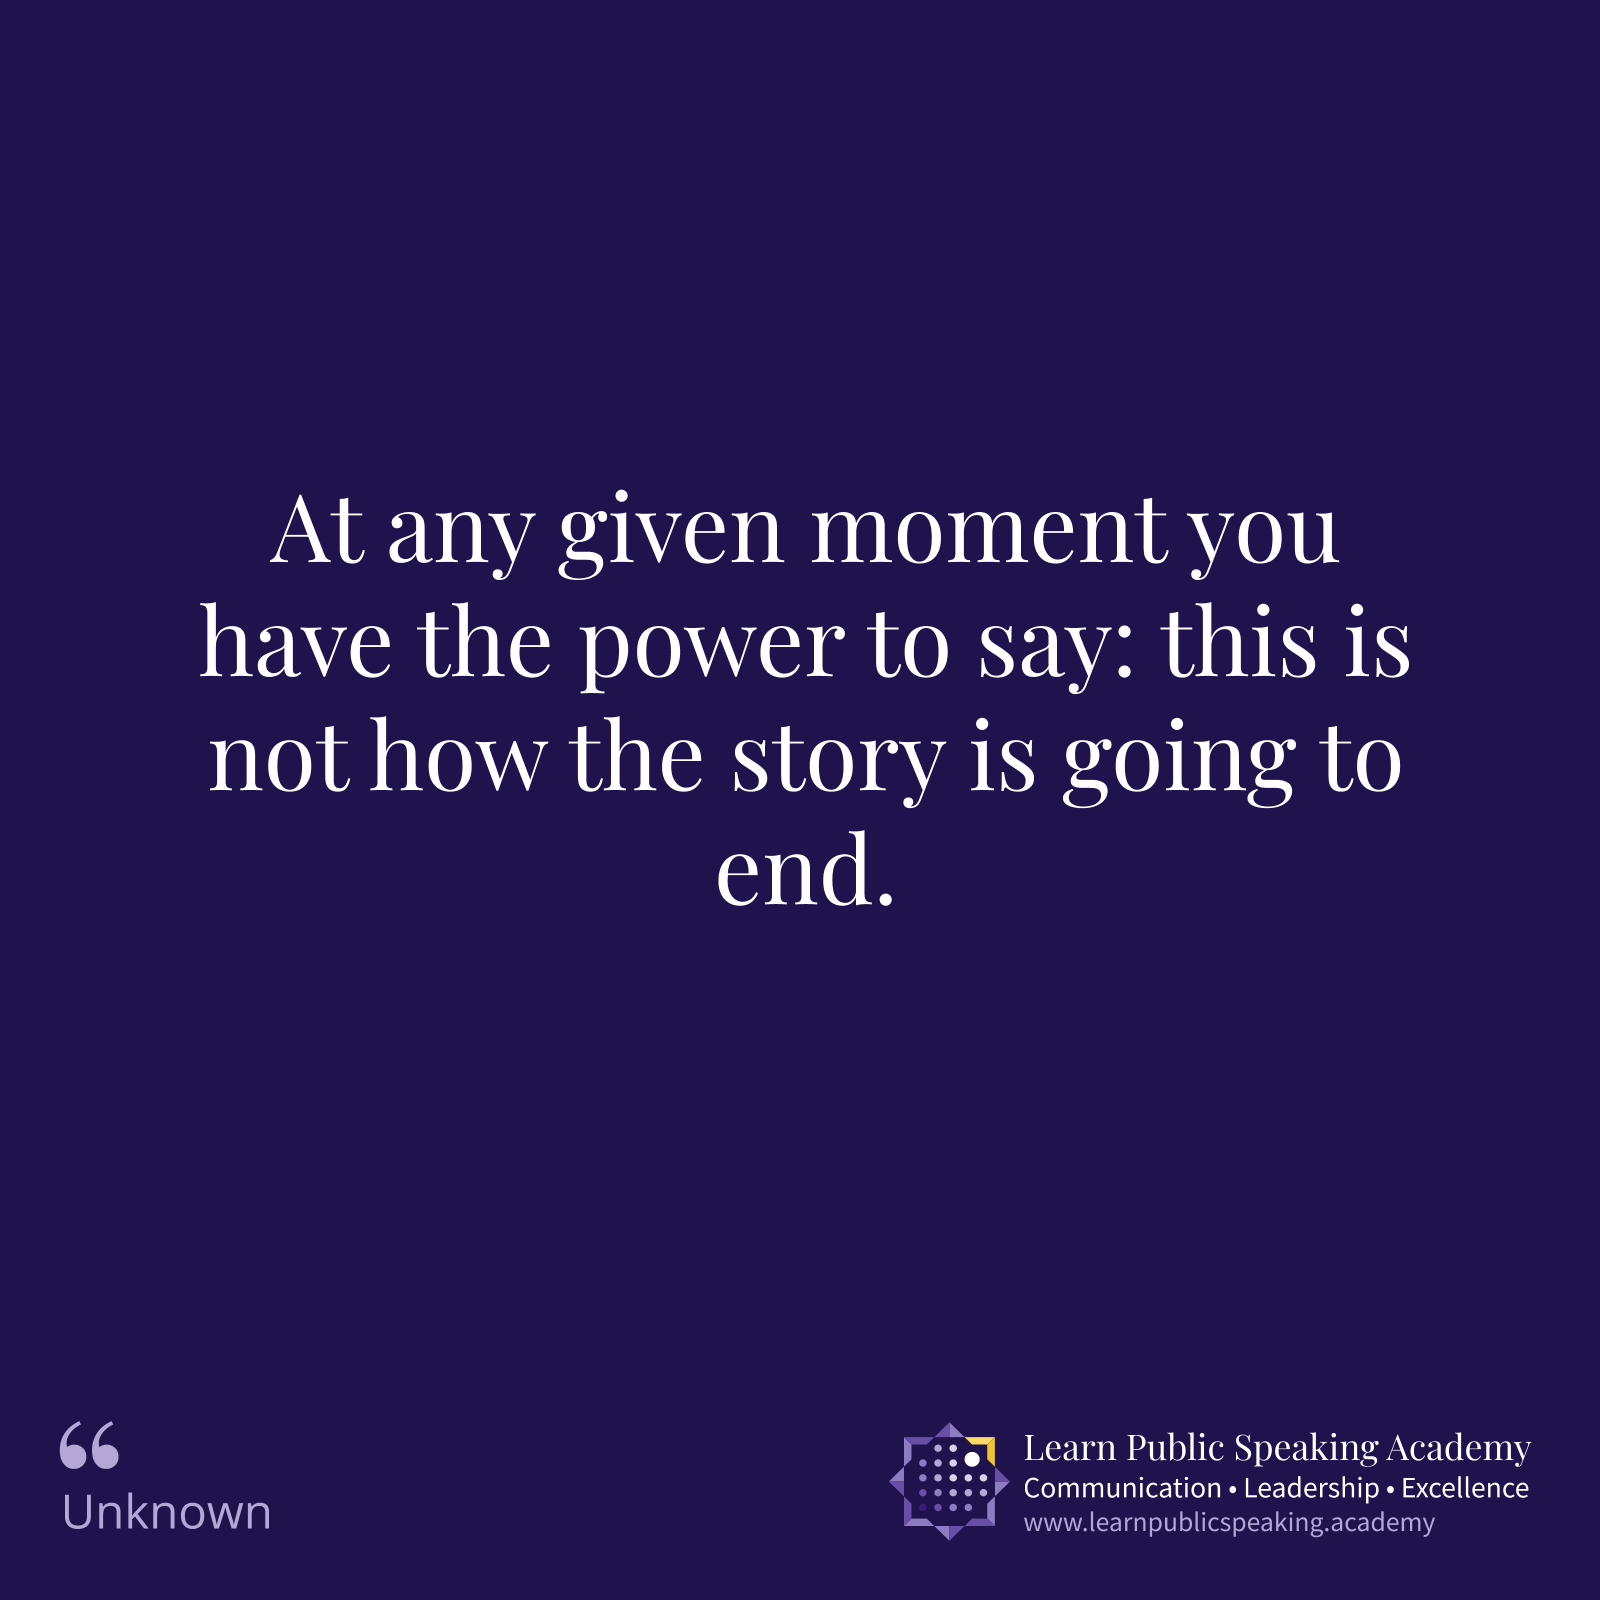 At any given moment you
have the power to say: this is
not how the story is going to
end.
“
Unknown
Learn Public Speaking Academy
Communication • Leadership • Excellence
www.learnpublicspeaking.academy